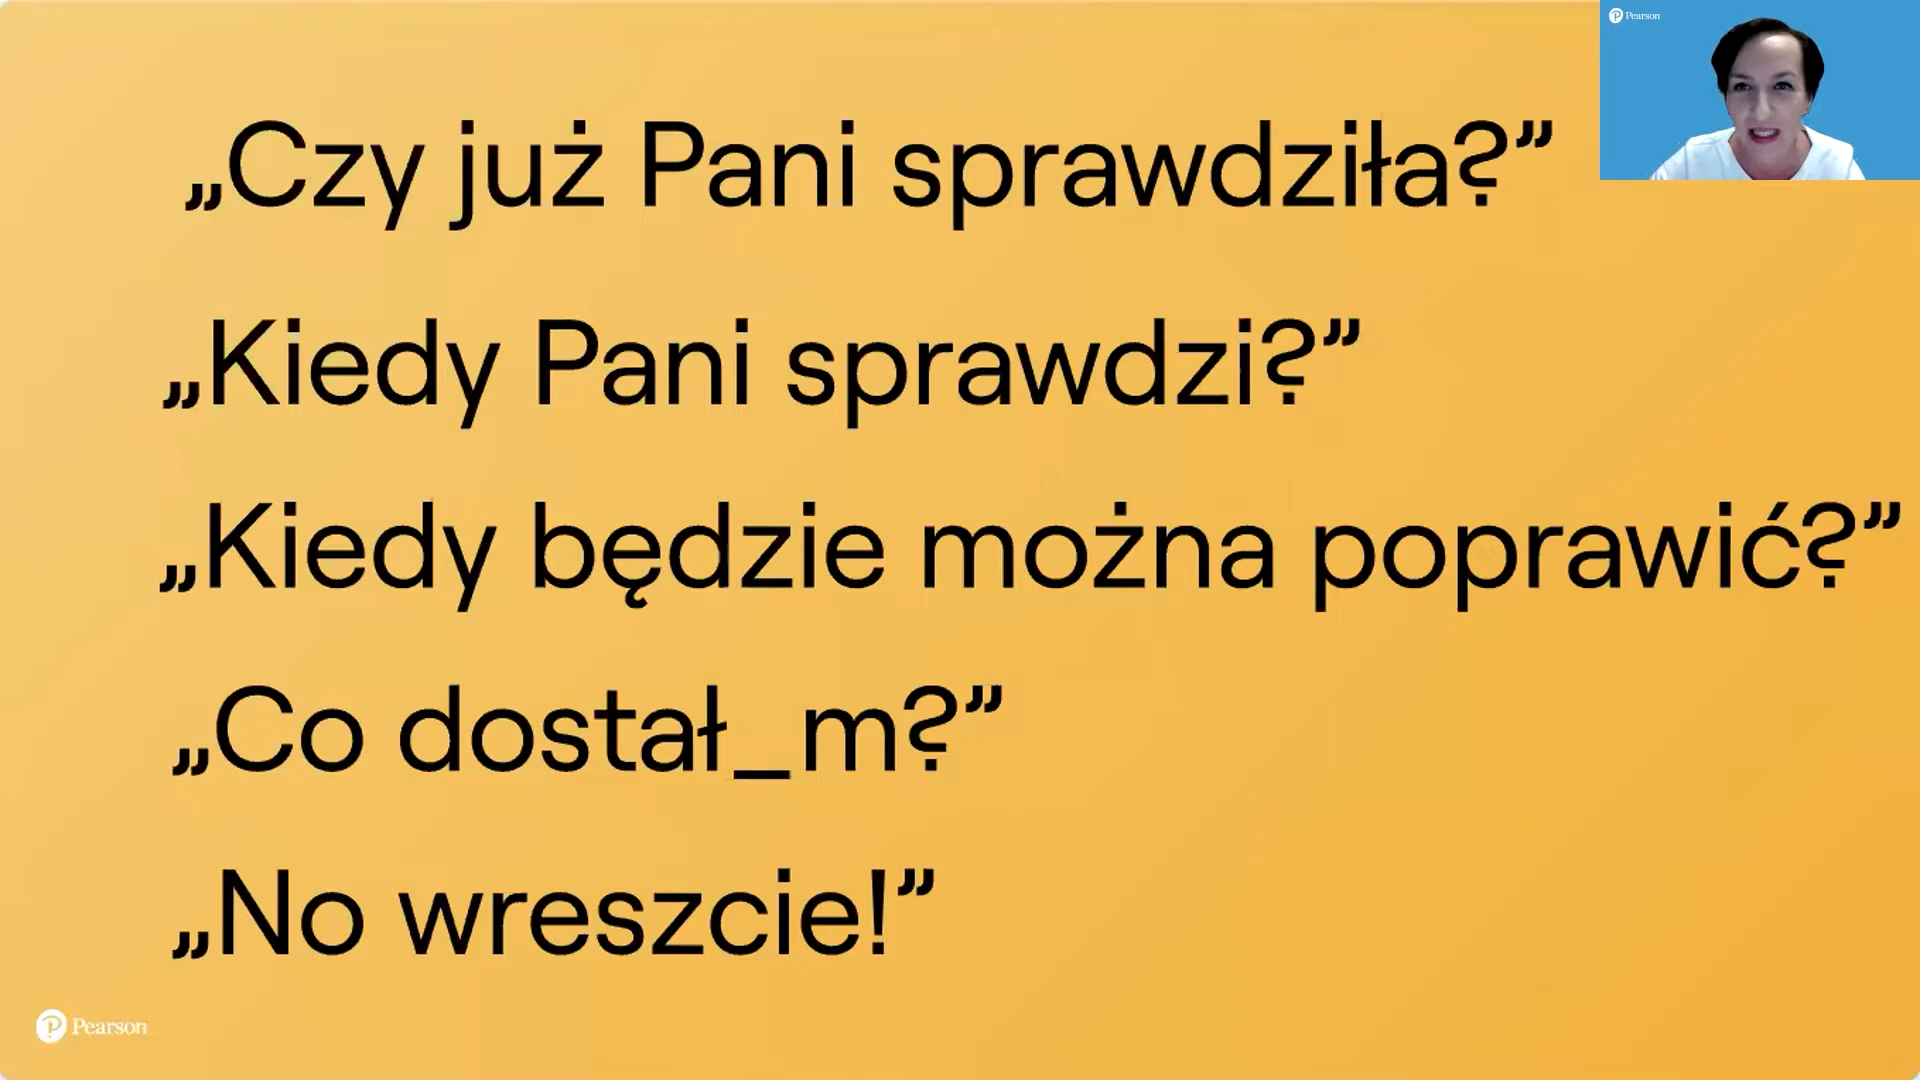 Pearson
„Czy już Pani sprawdziła?”
„Kiedy Pani sprawdzi?”
„Kiedy będzie można poprawić?”
„Co dostał_m?”
„No wreszcie!”
Pearson